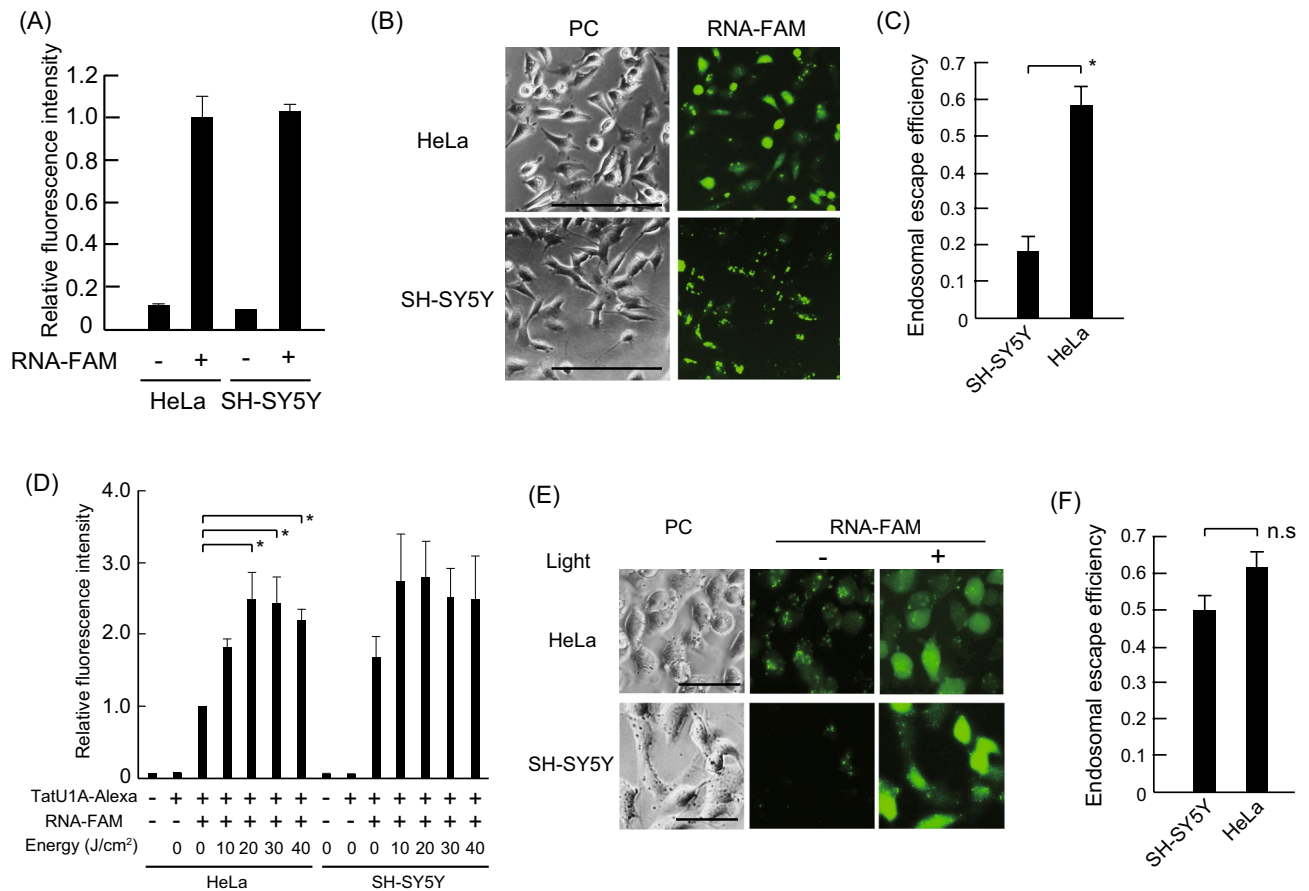 (A)
Relative fluorescence intensity
1.2
1.0
0.8
0.6
0.4
0.2
0
RNA-FAM - + - +
HeLa SH-SY5Y
(B)
PC RNA-FAM
HeLa
SH-SY5Y
(C)
Endosomal escape efficiency
0.7
0.6
0.5
0.4
0.3
0.2
0.1
0
*
SH-SY5Y HeLa
(D)
Relative fluorescence intensity
4.0
3.0
2.0
1.0
0
*
*
*
TatU1A-Alexa - + + + + + + - + + + + + +
RNA-FAM - - + + + + + - - + + + + +
Energy (J/cm²) 0 0 10 20 30 40 0 0 0 10 20 30 40
HeLa SH-SY5Y
(E)
PC RNA-FAM
Light - +
HeLa
SH-SY5Y
(F)
Endosomal escape efficiency
0.7
0.6
0.5
0.4
0.3
0.2
0.1
0
n.s
SH-SY5Y HeLa